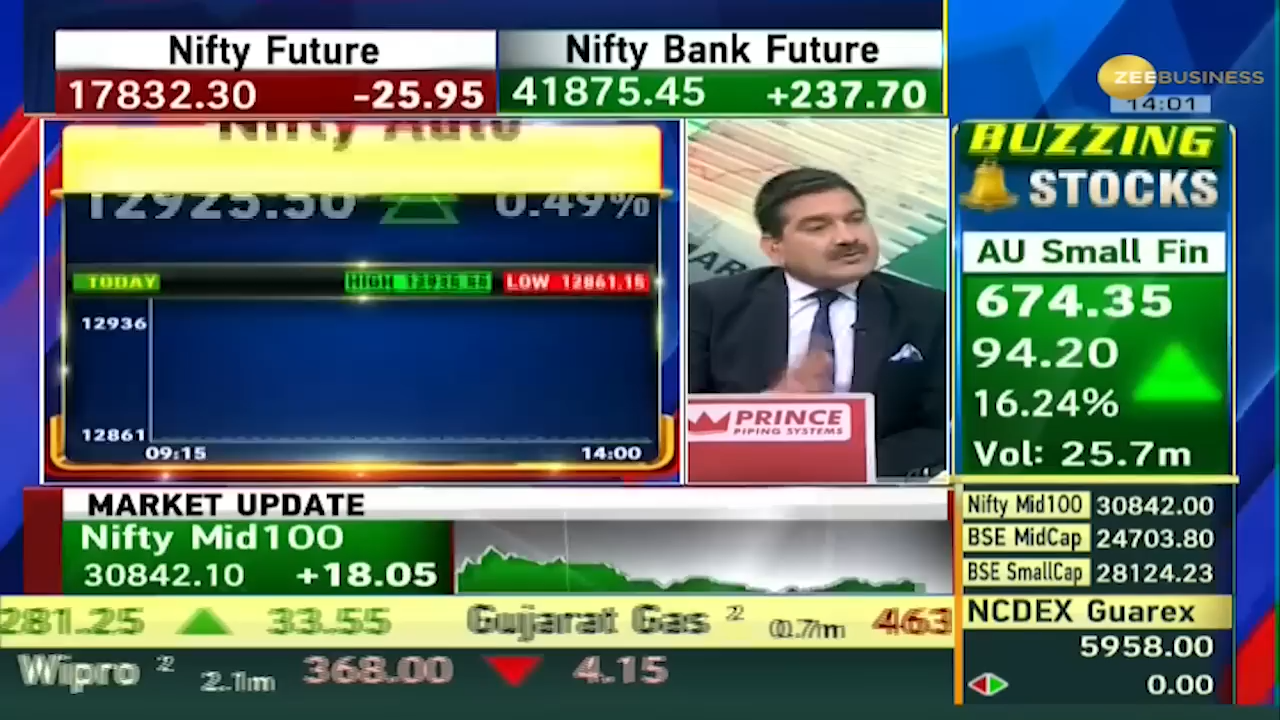 Nifty Future
17832.30 -25.95
Nifty Bank Future
41875.45 +237.70
ZEEBUSINESS
14:01
Nifty Auto
12925.50 0.49%
TODAY HIGH LOW 12861.15
12936
12861
09:15 14:00
PRINCE
PIPING SYSTEMS
BUZZING
STOCKS
AU Small Fin
674.35
94.20
16.24%
Vol: 25.7m
MARKET UPDATE
Nifty Mid100
30842.10 +18.05
Nifty Mid100 30842.00
BSE MidCap 24703.80
BSE SmallCap 28124.23
NCDEX Guarex
5958.00
0.00
281.25 33.55 Gujarat Gas 463
Wipro 2.1m 368.00 4.15